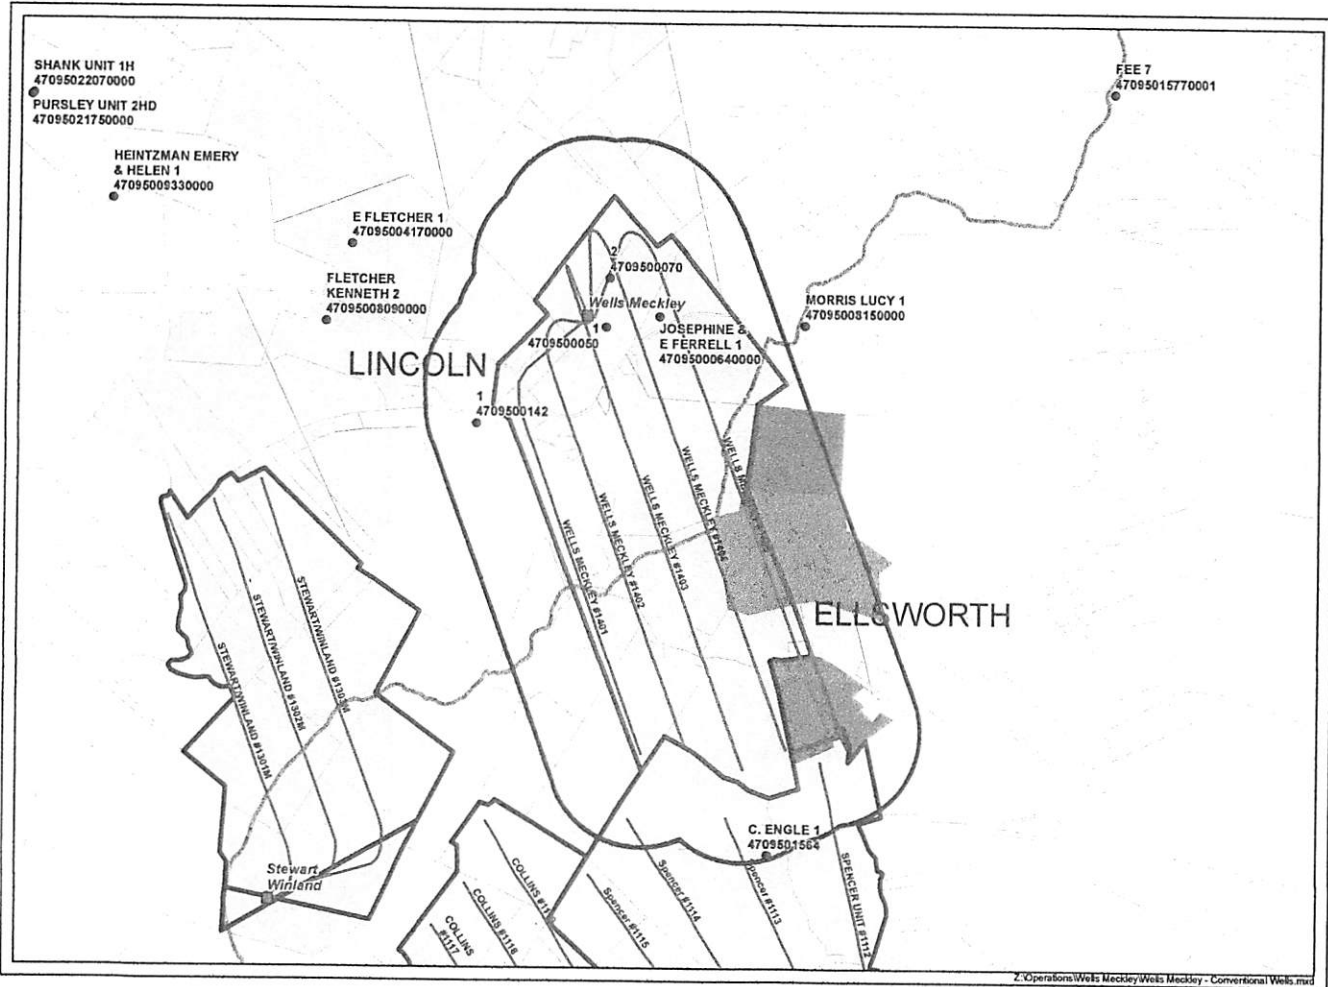 SHANK UNIT 1H
47095022070000
PURSLEY UNIT 2HD
47095021750000
HEINTZMAN EMERY
& HELEN 1
47095009330000
FEE 7
47095015770001
E FLETCHER 1
47095004170000
FLETCHER
KENNETH 2
47095008090000
2
4709500070
Wells Meckley
1
4709500050
JOSEPHINE &
E FERRELL 1
47095000640000
MORRIS LUCY 1
47095008150000
LINCOLN
1
4709500142
WELLS MECKLEY #1401
WELLS MECKLEY #1402
WELLS MECKLEY #1403
WELLS MECKLEY #1404
ELLSWORTH
STEWART/WINLAND #1301M
STEWART/WINLAND #1302M
STEWART/WINLAND #1303M
C. ENGLE 1
4709501564
Stewart
Winland
COLLINS
#1117
COLLINS #1116
COLLINS
Spencer #1115
Spencer #1114
Spencer #1113
SPENCER UNIT #1112
Z:\Operations\Wells Meckley\Wells Meckley - Conventional Wells.mxd